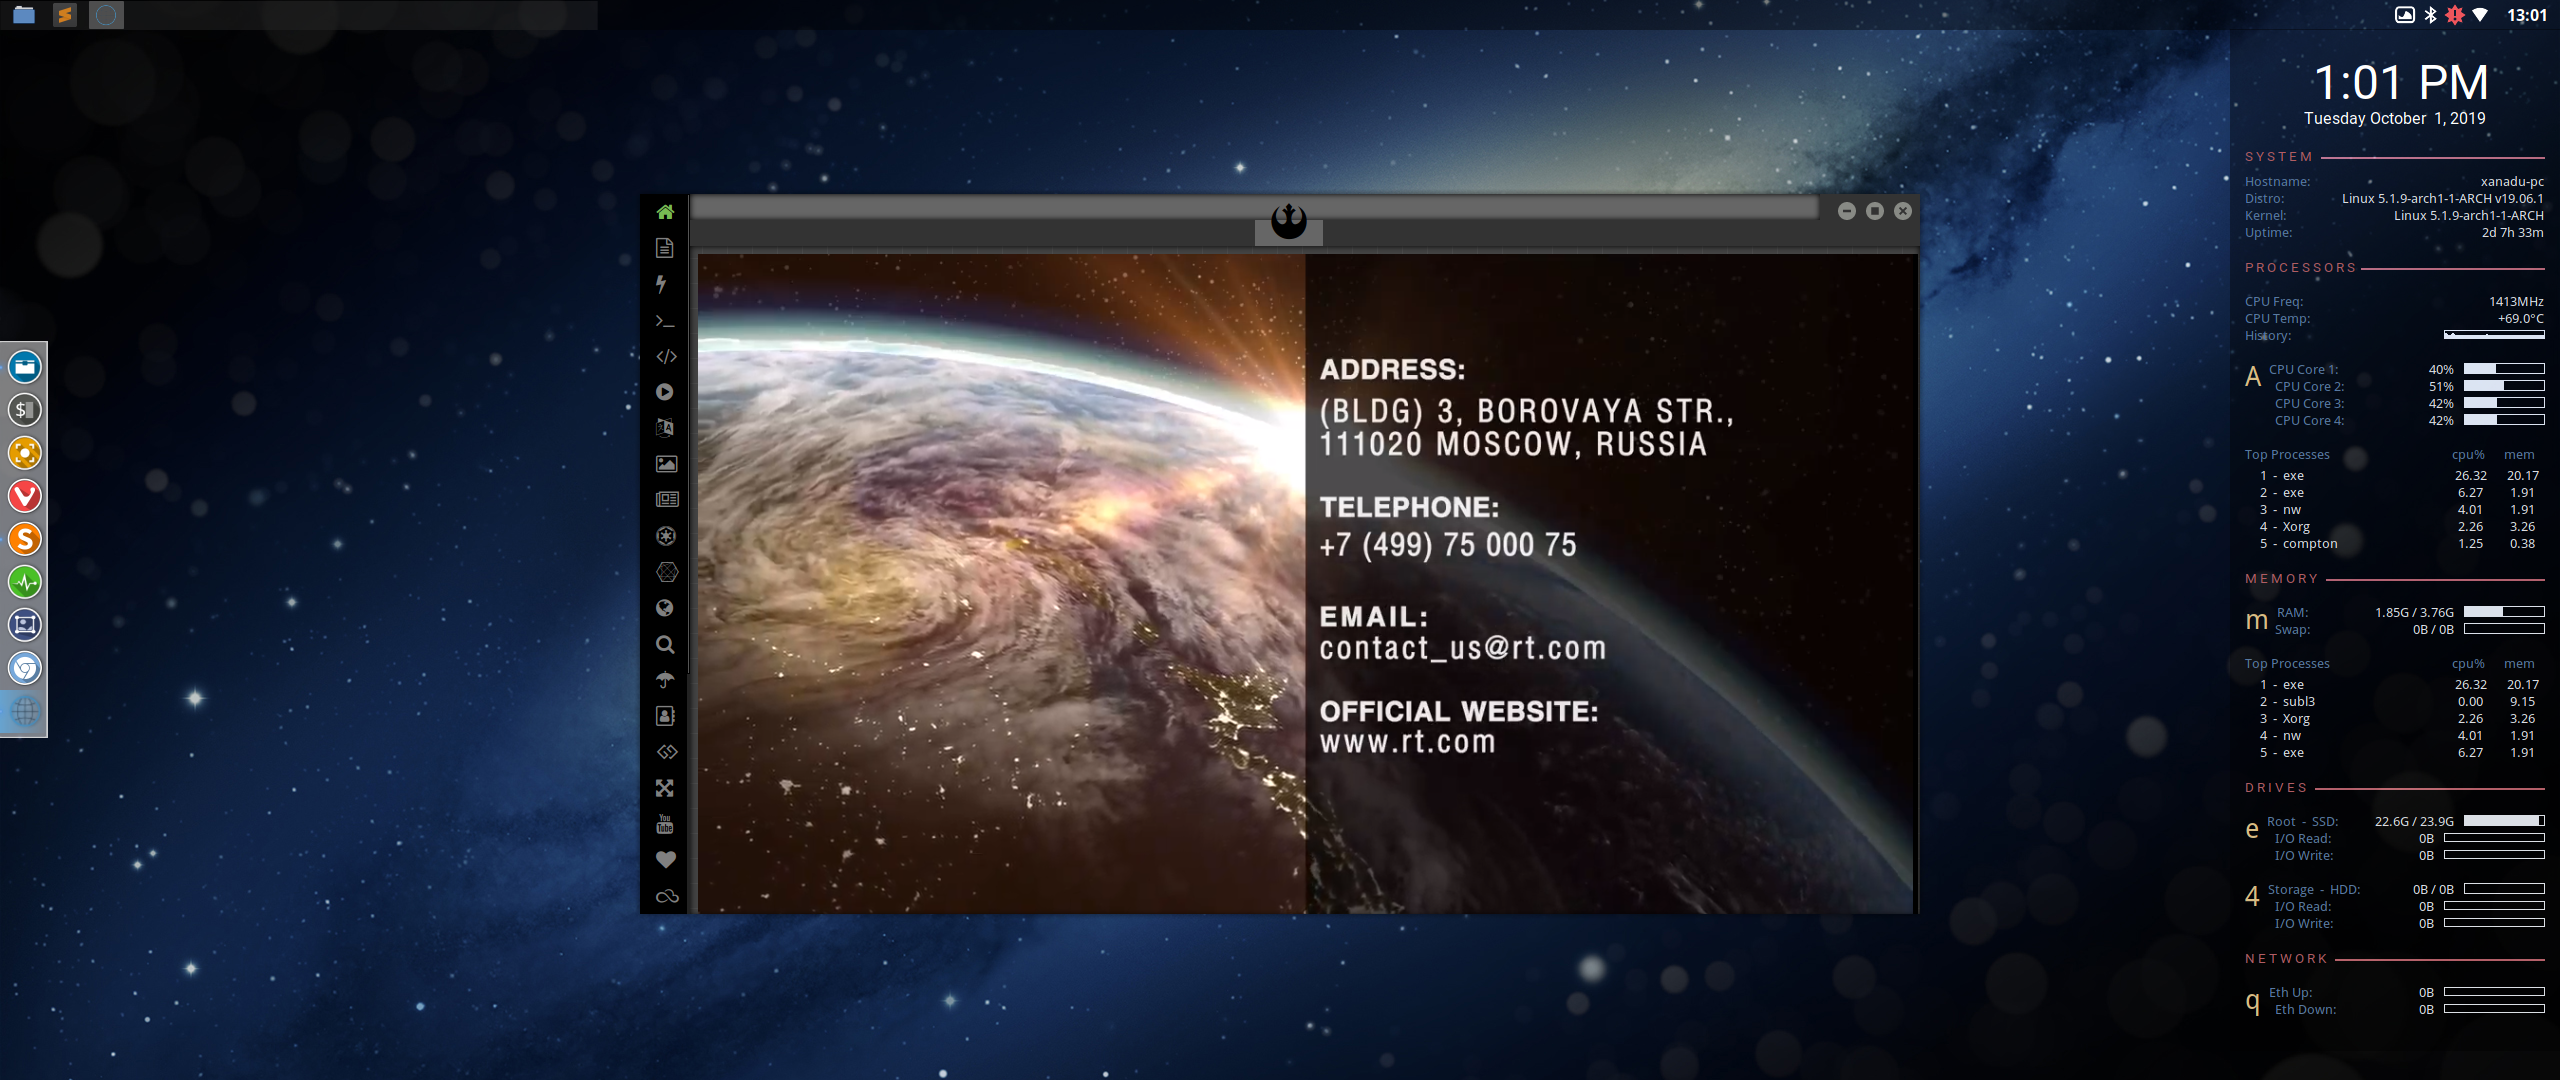 13:01
1:01 PM
Tuesday October 1, 2019
SYSTEM
Hostname: xanadu-pc
Distro: Linux 5.1.9-arch1-1-ARCH v19.06.1
Kernel: Linux 5.1.9-arch1-1-ARCH
Uptime: 2d 7h 33m
PROCESSORS
CPU Freq: 1413MHz
CPU Temp: +69.0°C
History:
A CPU Core 1: 40%
CPU Core 2: 51%
CPU Core 3: 42%
CPU Core 4: 42%
Top Processes cpu% mem
1 - exe 26.32 20.17
2 - exe 6.27 1.91
3 - nw 4.01 1.91
4 - Xorg 2.26 3.26
5 - compton 1.25 0.38
MEMORY
m RAM: 1.85G / 3.76G
Swap: 0B / 0B
Top Processes cpu% mem
1 - exe 26.32 20.17
2 - subl3 0.00 9.15
3 - Xorg 2.26 3.26
4 - nw 4.01 1.91
5 - exe 6.27 1.91
DRIVES
e Root - SSD: 22.6G / 23.9G
I/O Read: 0B
I/O Write: 0B
4 Storage - HDD: 0B / 0B
I/O Read: 0B
I/O Write: 0B
NETWORK
q Eth Up: 0B
Eth Down: 0B
ADDRESS:
(BLDG) 3, BOROVAYA STR.,
111020 MOSCOW, RUSSIA
TELEPHONE:
+7 (499) 75 000 75
EMAIL:
contact_us@rt.com
OFFICIAL WEBSITE:
www.rt.com
You
Tube